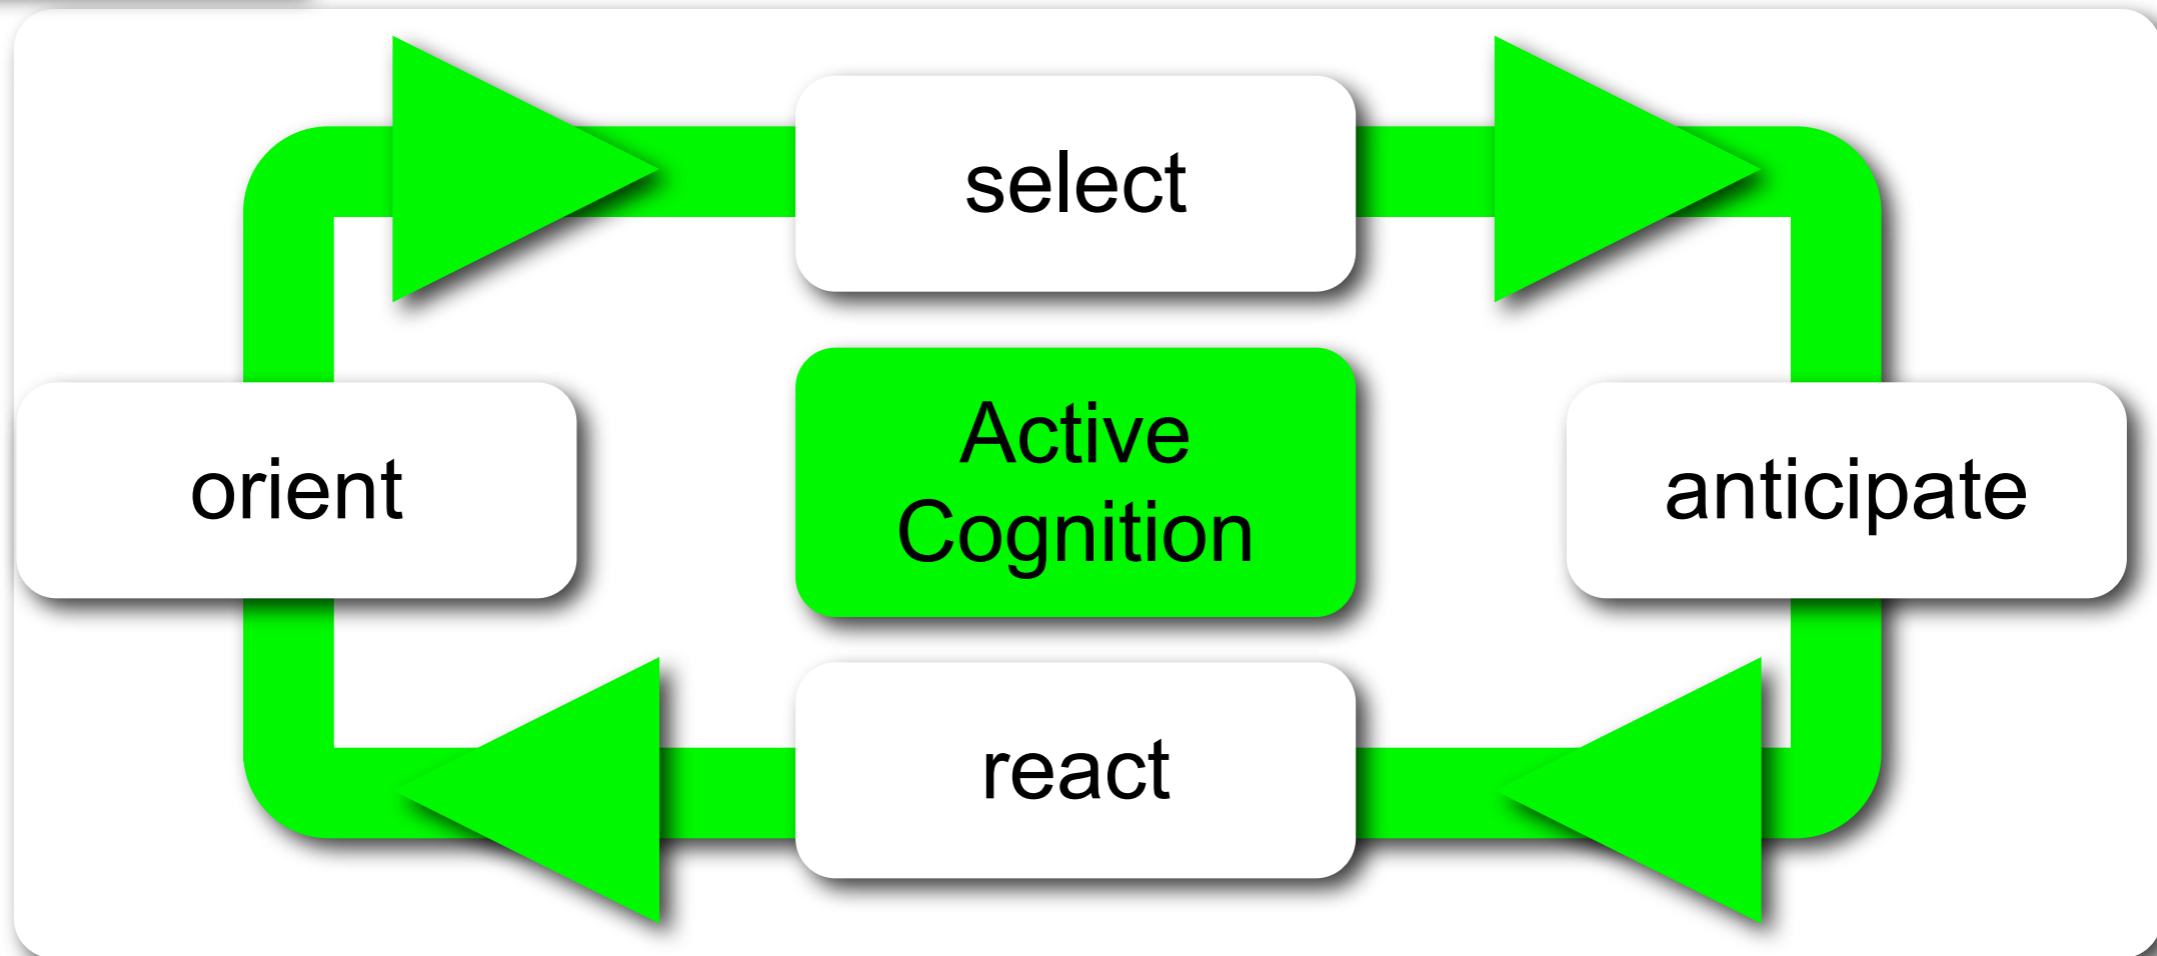 select
orient
Active
Cognition
anticipate
react